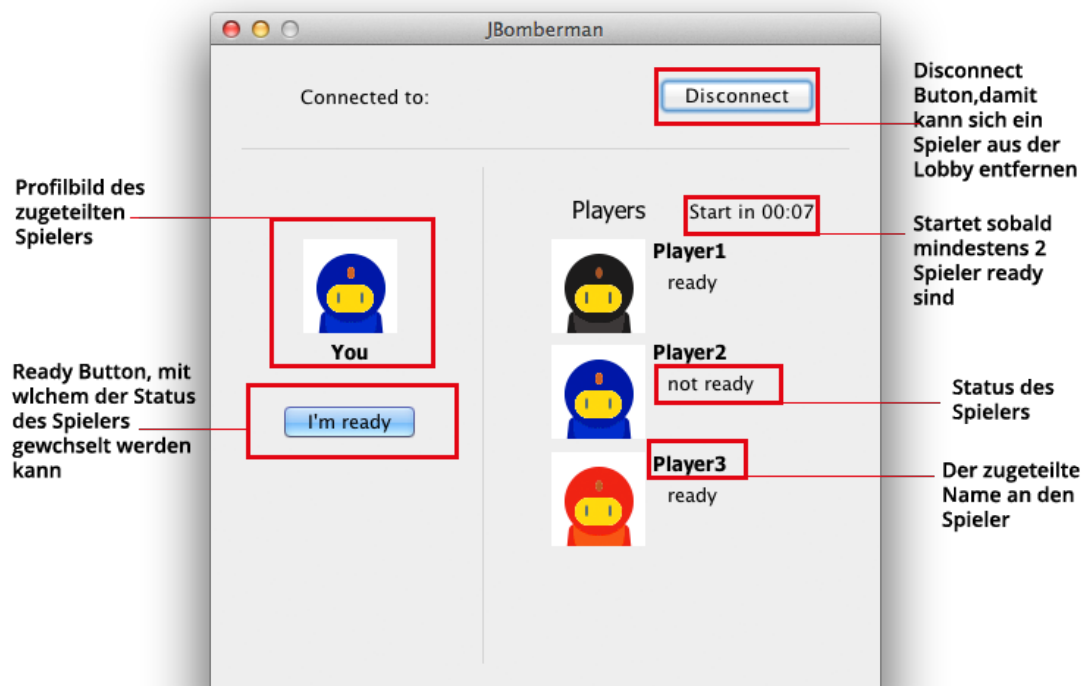 JBomberman
Connected to:
Disconnect
Disconnect
Buton,damit
kann sich ein
Spieler aus der
Lobby entfernen
Profilbild des
zugeteilten
Spielers
Players
Start in 00:07
Startet sobald
mindestens 2
Spieler ready
sind
Player1
ready
You
Player2
not ready
Status des
Spielers
Ready Button, mit
wlchem der Status
des Spielers
gewchselt werden
kann
I'm ready
Player3
ready
Der zugeteilte
Name an den
Spieler